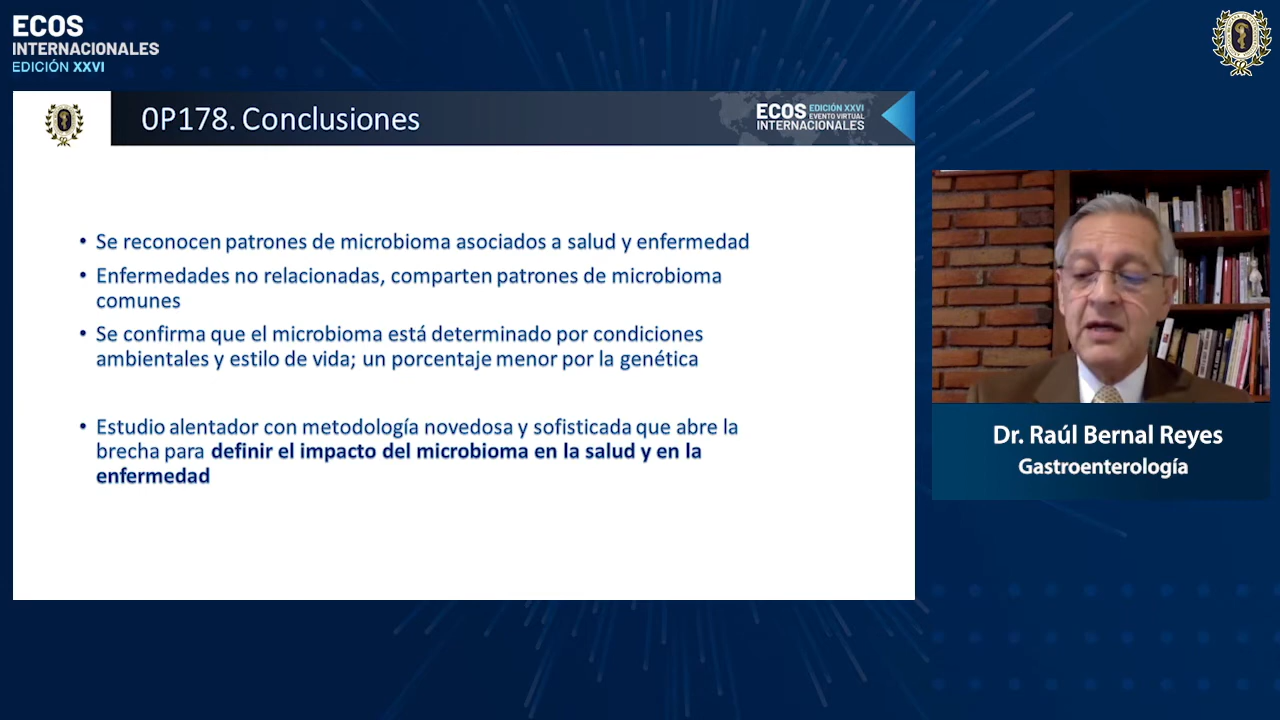 ECOS
INTERNACIONALES
EDICIÓN XXVI
0P178. Conclusiones
ECOS EDICIÓN XXVI
EVENTO VIRTUAL
INTERNACIONALES
• Se reconocen patrones de microbioma asociados a salud y enfermedad
• Enfermedades no relacionadas, comparten patrones de microbioma
comunes
• Se confirma que el microbioma está determinado por condiciones
ambientales y estilo de vida; un porcentaje menor por la genética
• Estudio alentador con metodología novedosa y sofisticada que abre la
brecha para definir el impacto del microbioma en la salud y en la
enfermedad
Dr. Raúl Bernal Reyes
Gastroenterología